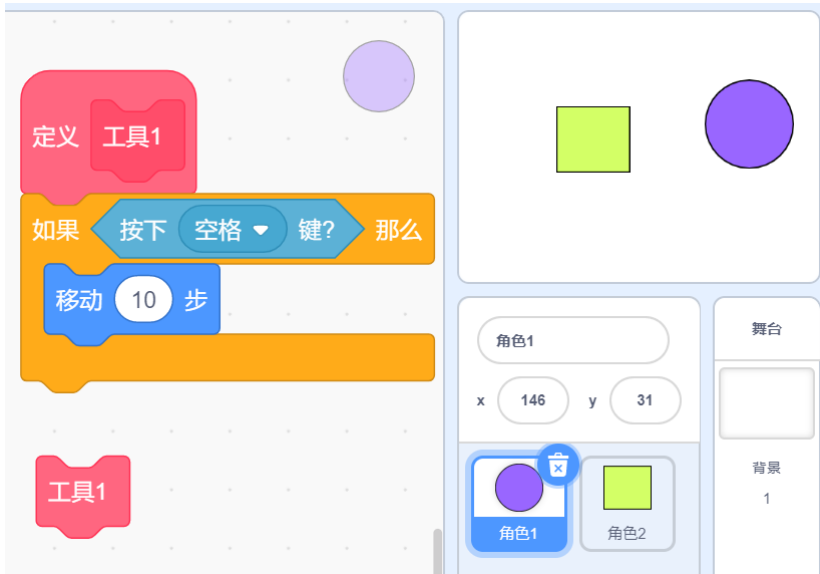 定义 工具1
如果 按下 空格 键? 那么
移动 10 步
工具1
角色1
x 146 y 31
角色1
角色2
舞台
背景
1